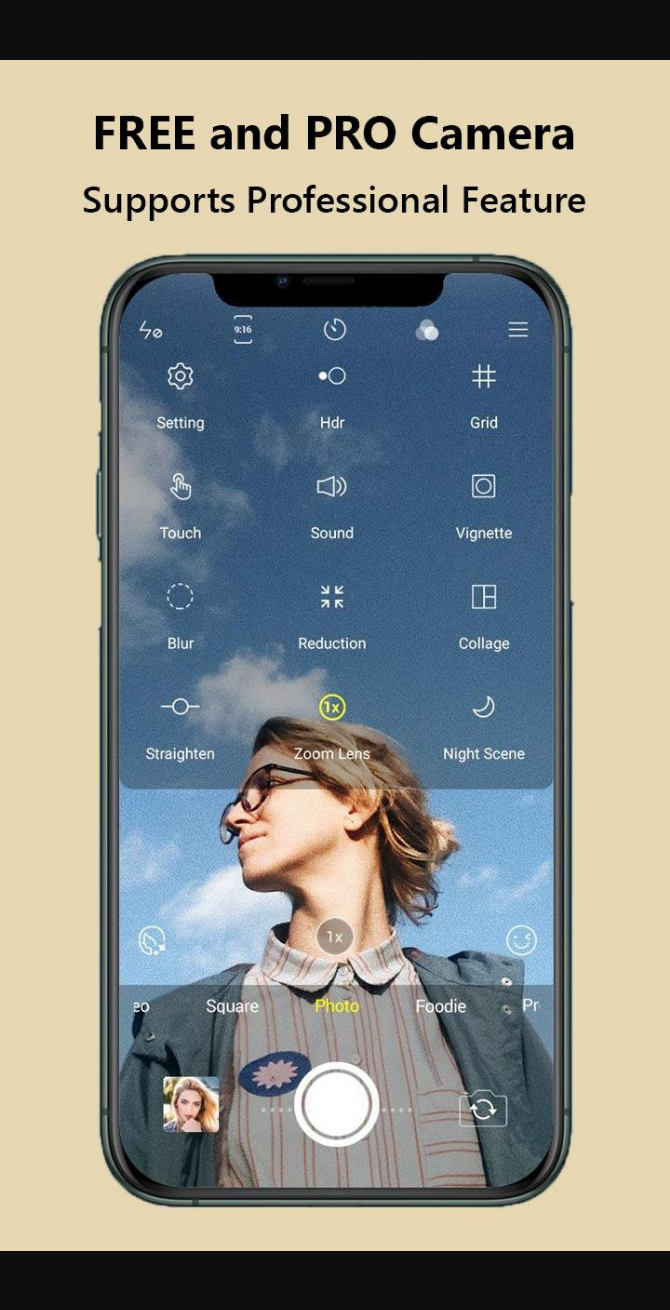 FREE and PRO Camera
Supports Professional Feature
9:16
Setting Hdr Grid
Touch Sound Vignette
Blur Reduction Collage
1x
Straighten Zoom Lens Night Scene
1x
eo Square Photo Foodie Pr